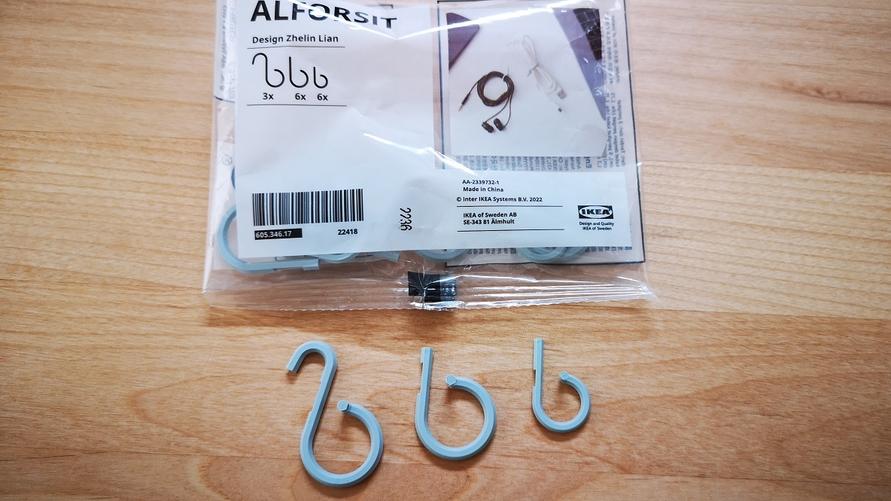 ALFORSIT
Design Zhelin Lian
3x 6x 6x
605.346.17
22418
2236
AA-2339732-1
Made in China
© Inter IKEA Systems B.V. 2022
IKEA of Sweden AB
SE-343 81 Älmhult
IKEA
Design and Quality
IKEA of Sweden